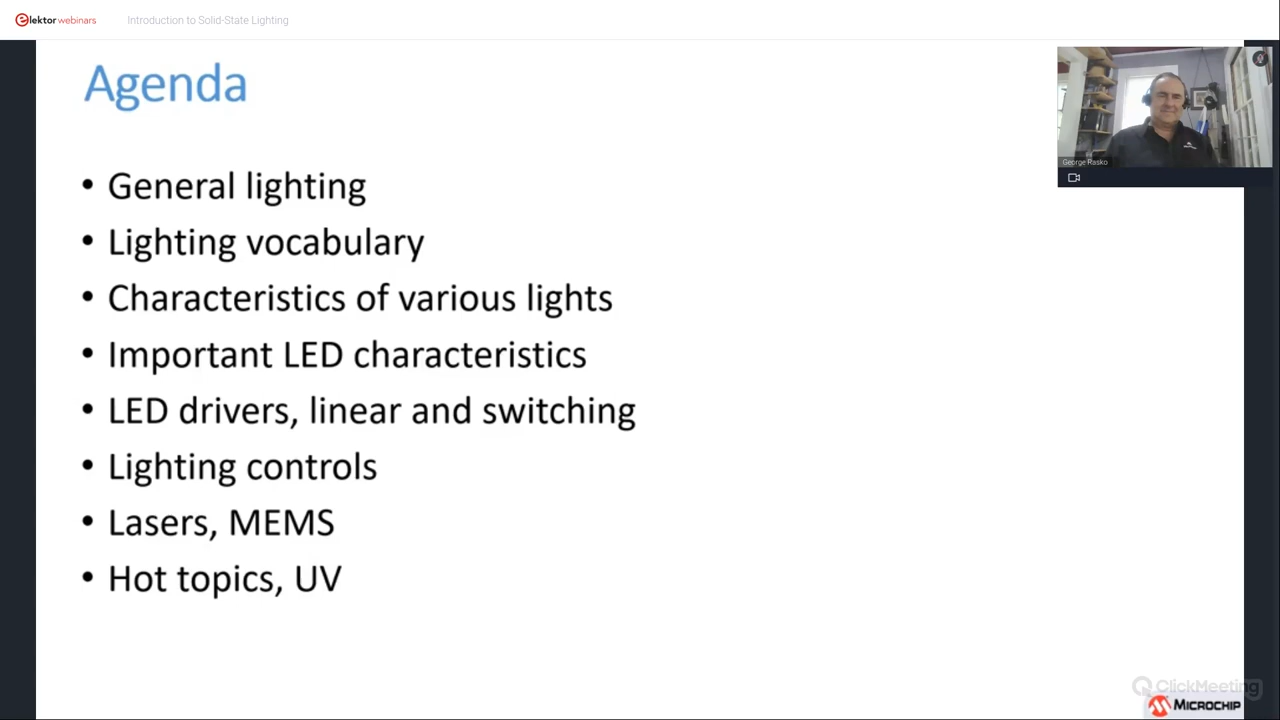 elektor webinars Introduction to Solid-State Lighting
Agenda
George Rasko
• General lighting
• Lighting vocabulary
• Characteristics of various lights
• Important LED characteristics
• LED drivers, linear and switching
• Lighting controls
• Lasers, MEMS
• Hot topics, UV
ClickMeeting
MICROCHIP